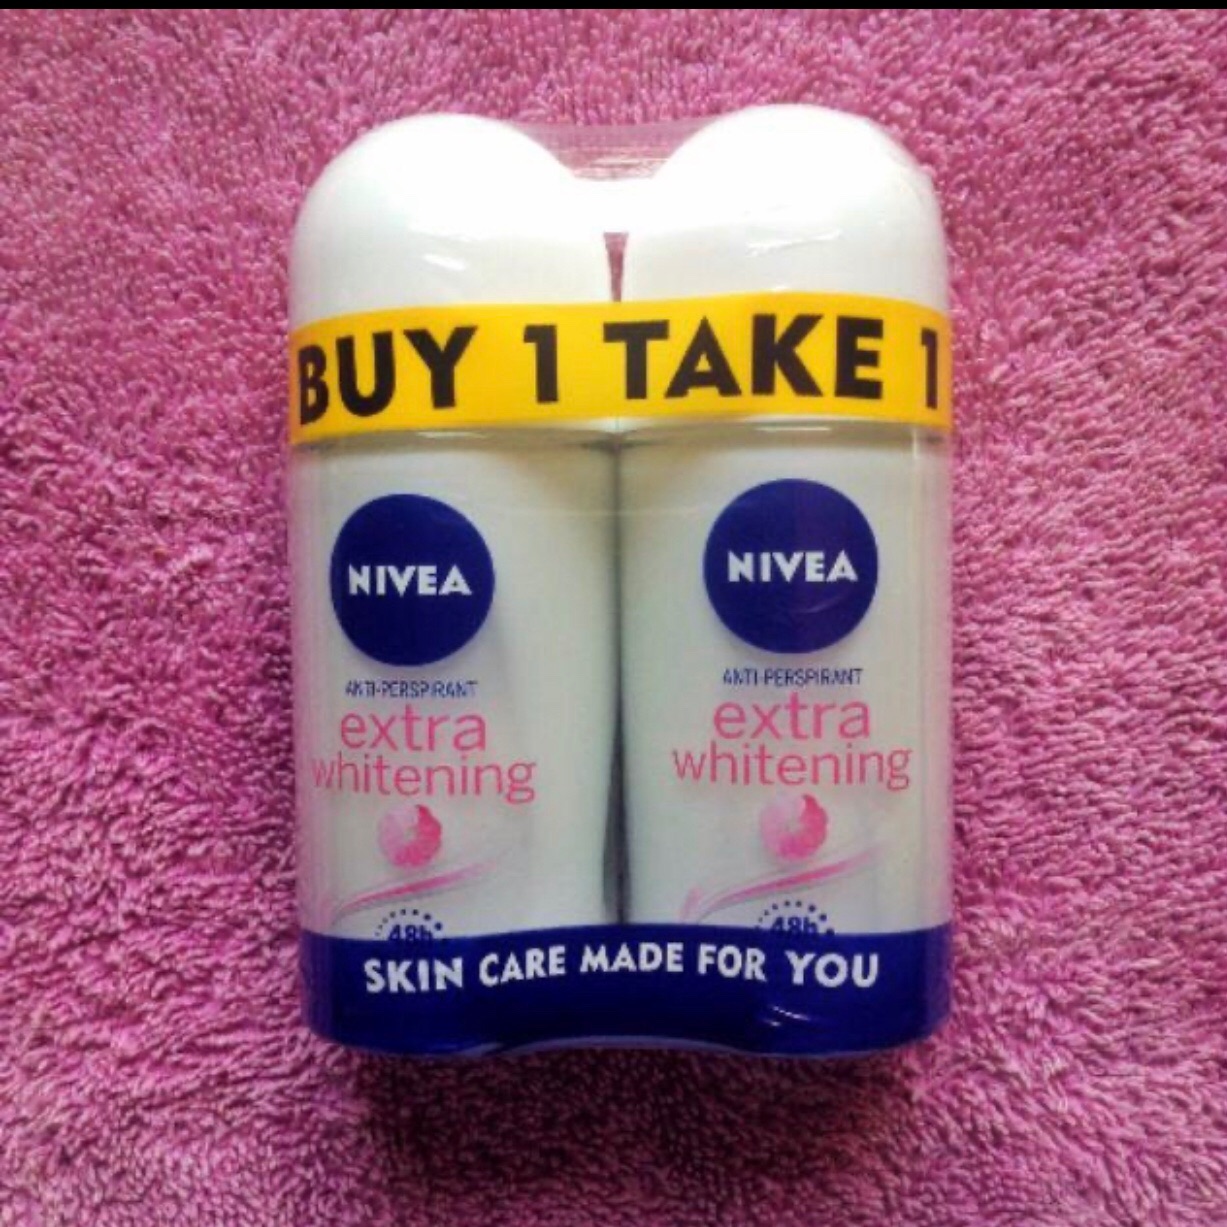 BUY 1 TAKE 1
NIVEA
ANTI-PERSPIRANT
extra
whitening
48h
NIVEA
ANTI-PERSPIRANT
extra
whitening
48h
SKIN CARE MADE FOR YOU